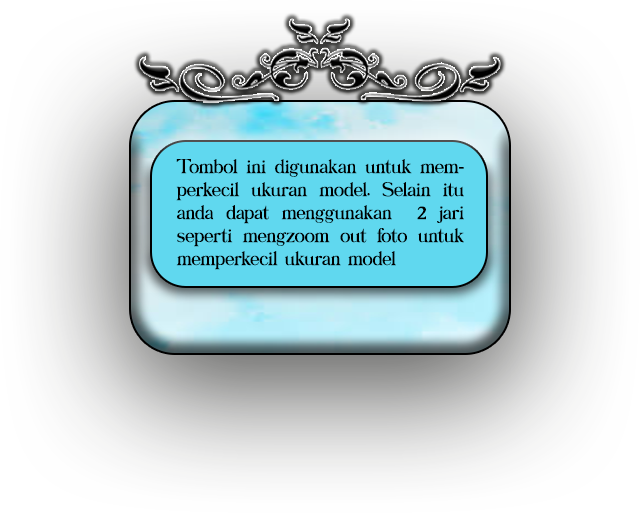 Tombol ini digunakan untuk mem-
perkecil ukuran model. Selain itu
anda dapat menggunakan 2 jari
seperti mengzoom out foto untuk
memperkecil ukuran model